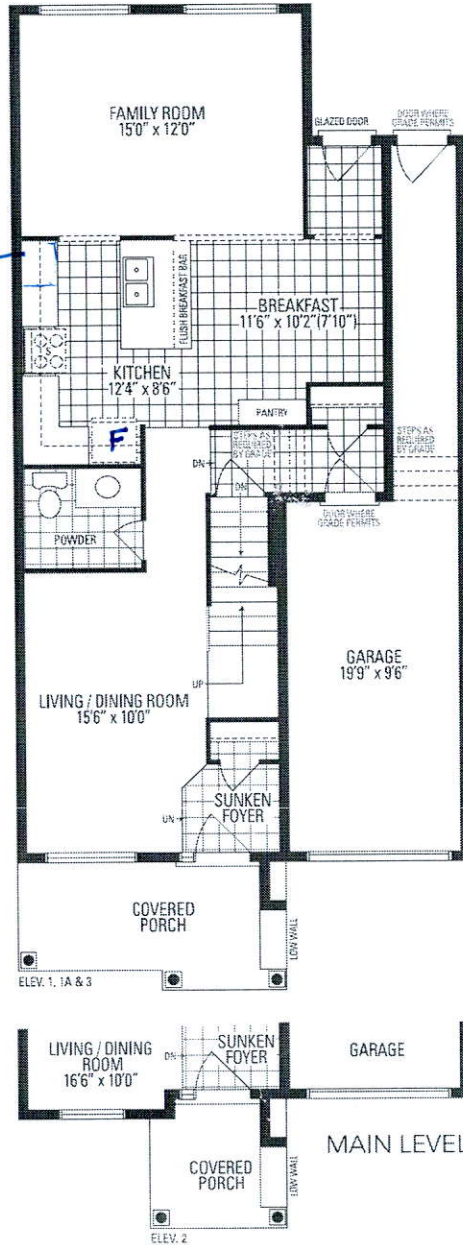 FAMILY ROOM
15'0" x 12'0"
GLAZED DOOR
DOOR WHERE
GRADE PERMITS
FLUSH BREAKFAST BAR
BREAKFAST
11'6" x 10'2"(7'10")
S
KITCHEN
12'4" x 8'6"
PANTRY
F
STEPS AS
REQUIRED
BY GRADE
DN
DN
STEPS AS
REQUIRED
BY GRADE
DOOR WHERE
GRADE PERMITS
POWDER
GARAGE
19'9" x 9'6"
LIVING / DINING ROOM
15'6" x 10'0"
UP
SUNKEN
FOYER
COVERED
PORCH
LOW WALL
ELEV. 1, 1A & 3
LIVING / DINING
ROOM
16'6" x 10'0"
DN
SUNKEN
FOYER
GARAGE
MAIN LEVEL
COVERED
PORCH
LOW WALL
ELEV. 2